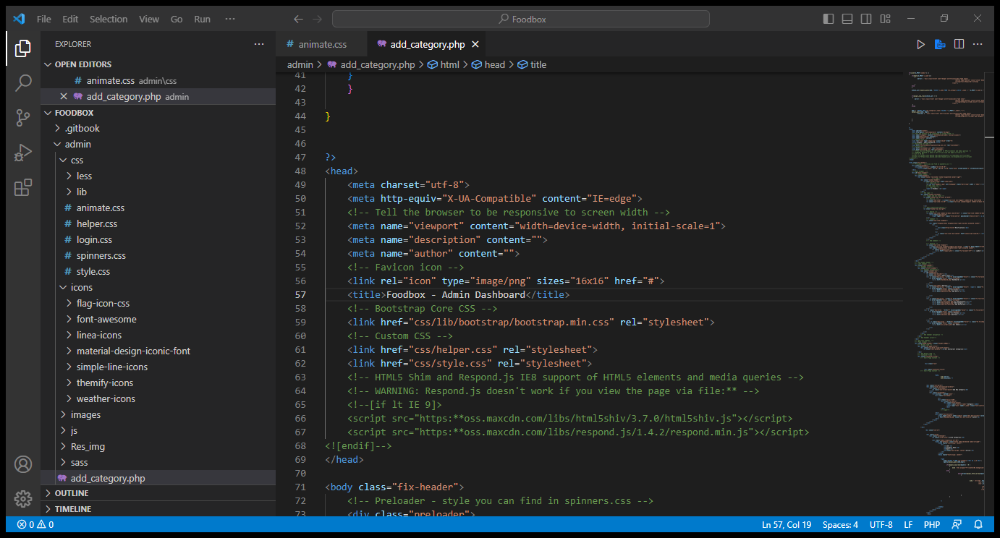 File Edit Selection View Go Run ··· Foodbox
EXPLORER ···
OPEN EDITORS
# animate.css admin\css
add_category.php admin
FOODBOX
.gitbook
admin
css
less
lib
# animate.css
# helper.css
# login.css
# spinners.css
# style.css
icons
flag-icon-css
font-awesome
linea-icons
material-design-iconic-font
simple-line-icons
themify-icons
weather-icons
images
js
Res_img
sass
add_category.php
OUTLINE
TIMELINE
# animate.css add_category.php
admin > add_category.php > html > head > title
41 }
42 }
43
44 }
45
46
47 ?>
48 <head>
49 <meta charset="utf-8">
50 <meta http-equiv="X-UA-Compatible" content="IE=edge">
51 <!-- Tell the browser to be responsive to screen width -->
52 <meta name="viewport" content="width=device-width, initial-scale=1">
53 <meta name="description" content="">
54 <meta name="author" content="">
55 <!-- Favicon icon -->
56 <link rel="icon" type="image/png" sizes="16x16" href="#">
57 <title>Foodbox - Admin Dashboard</title>
58 <!-- Bootstrap Core CSS -->
59 <link href="css/lib/bootstrap/bootstrap.min.css" rel="stylesheet">
60 <!-- Custom CSS -->
61 <link href="css/helper.css" rel="stylesheet">
62 <link href="css/style.css" rel="stylesheet">
63 <!-- HTML5 Shim and Respond.js IE8 support of HTML5 elements and media queries -->
64 <!-- WARNING: Respond.js doesn't work if you view the page via file:** -->
65 <!--[if lt IE 9]>
66 <script src="https:**oss.maxcdn.com/libs/html5shiv/3.7.0/html5shiv.js"></script>
67 <script src="https:**oss.maxcdn.com/libs/respond.js/1.4.2/respond.min.js"></script>
68 <![endif]-->
69 </head>
70
71 <body class="fix-header">
72 <!-- Preloader - style you can find in spinners.css -->
73 <div class="preloader">
0 0 Ln 57, Col 19 Spaces: 4 UTF-8 LF PHP